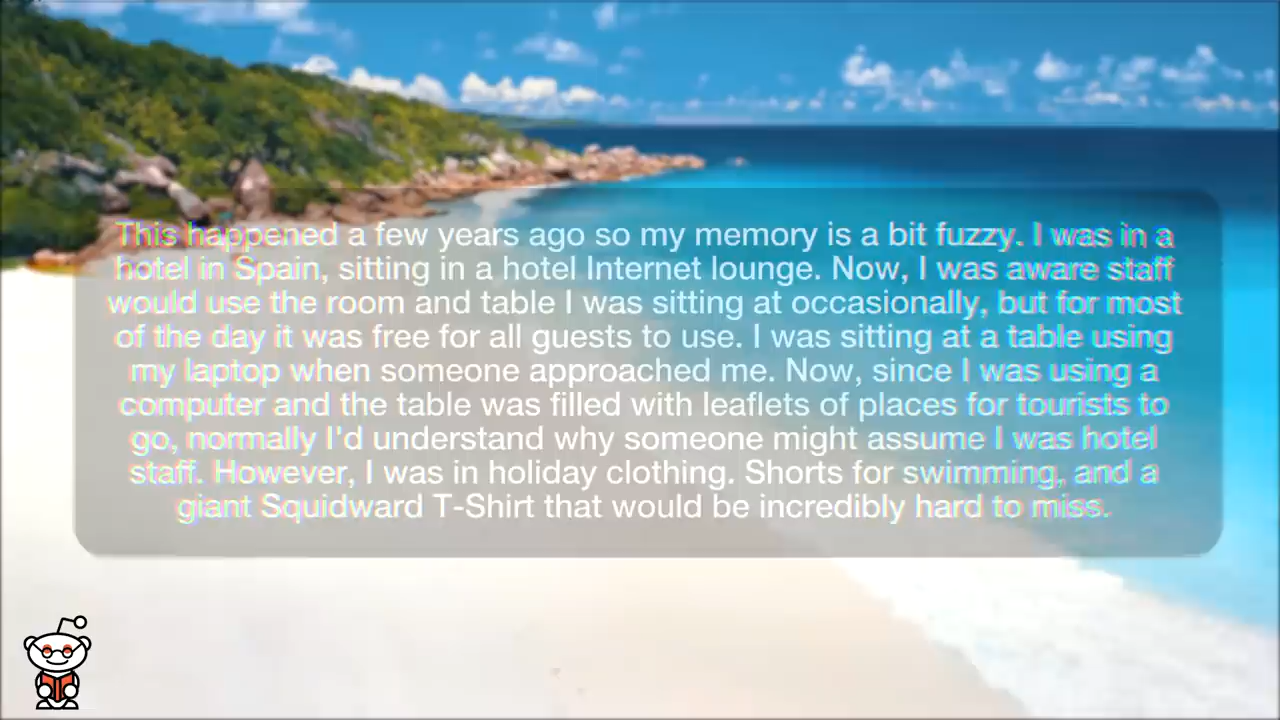 This happened a few years ago so my memory is a bit fuzzy. I was in a
hotel in Spain, sitting in a hotel Internet lounge. Now, I was aware staff
would use the room and table I was sitting at occasionally, but for most
of the day it was free for all guests to use. I was sitting at a table using
my laptop when someone approached me. Now, since I was using a
computer and the table was filled with leaflets of places for tourists to
go, normally I'd understand why someone might assume I was hotel
staff. However, I was in holiday clothing. Shorts for swimming, and a
giant Squidward T-Shirt that would be incredibly hard to miss.